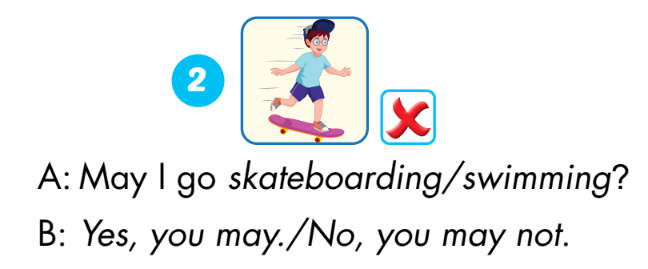 2
A: May I go skateboarding/swimming?
B: Yes, you may./No, you may not.